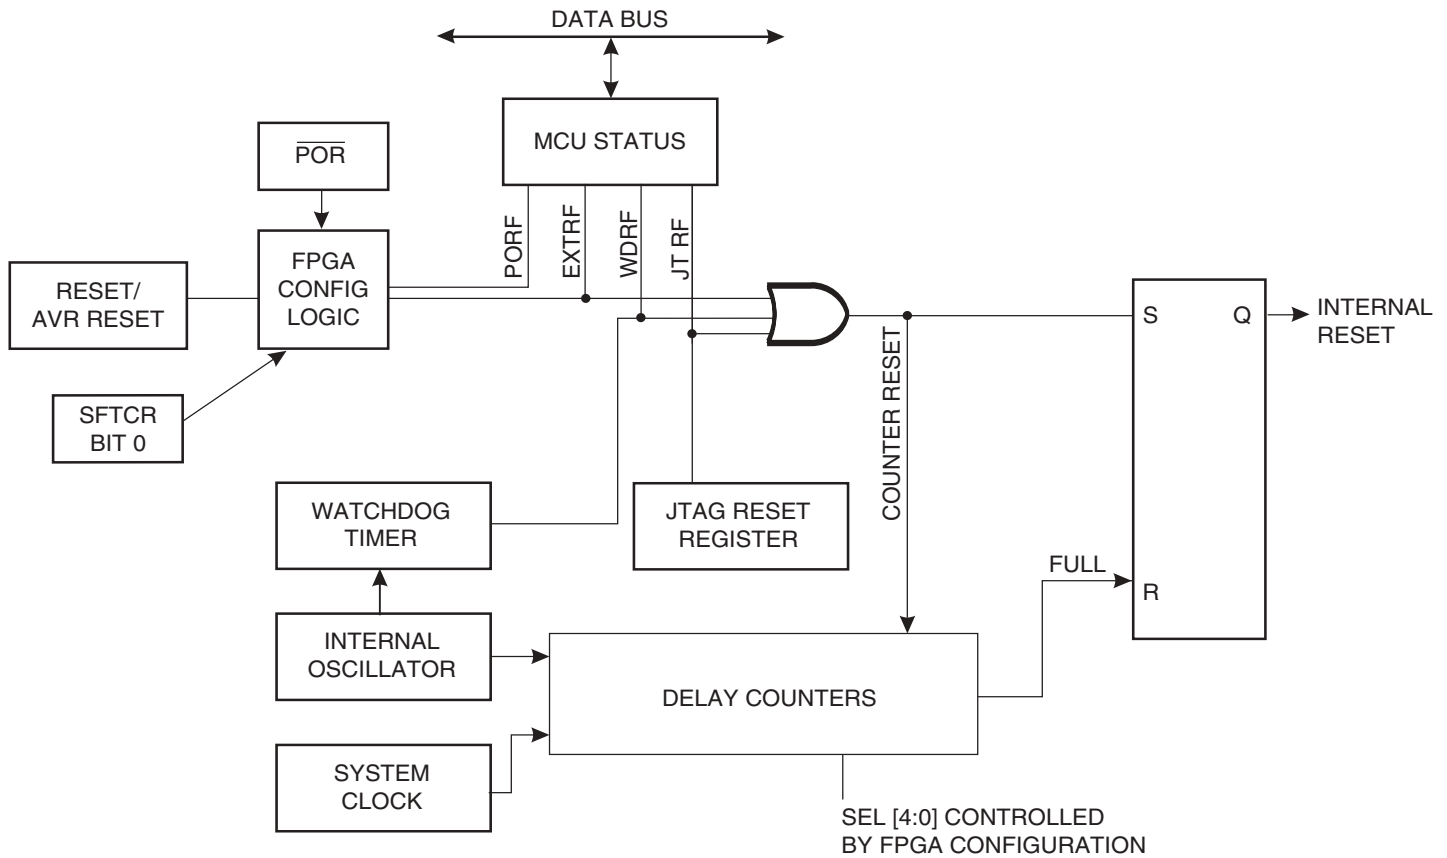 DATA BUS
MCU STATUS
POR
PORF
EXTRF
WDRF
JT RF
FPGA
CONFIG
LOGIC
RESET/
AVR RESET
SFTCR
BIT 0
S
Q
INTERNAL
RESET
COUNTER RESET
WATCHDOG
TIMER
JTAG RESET
REGISTER
FULL
R
INTERNAL
OSCILLATOR
DELAY COUNTERS
SYSTEM
CLOCK
SEL [4:0] CONTROLLED
BY FPGA CONFIGURATION